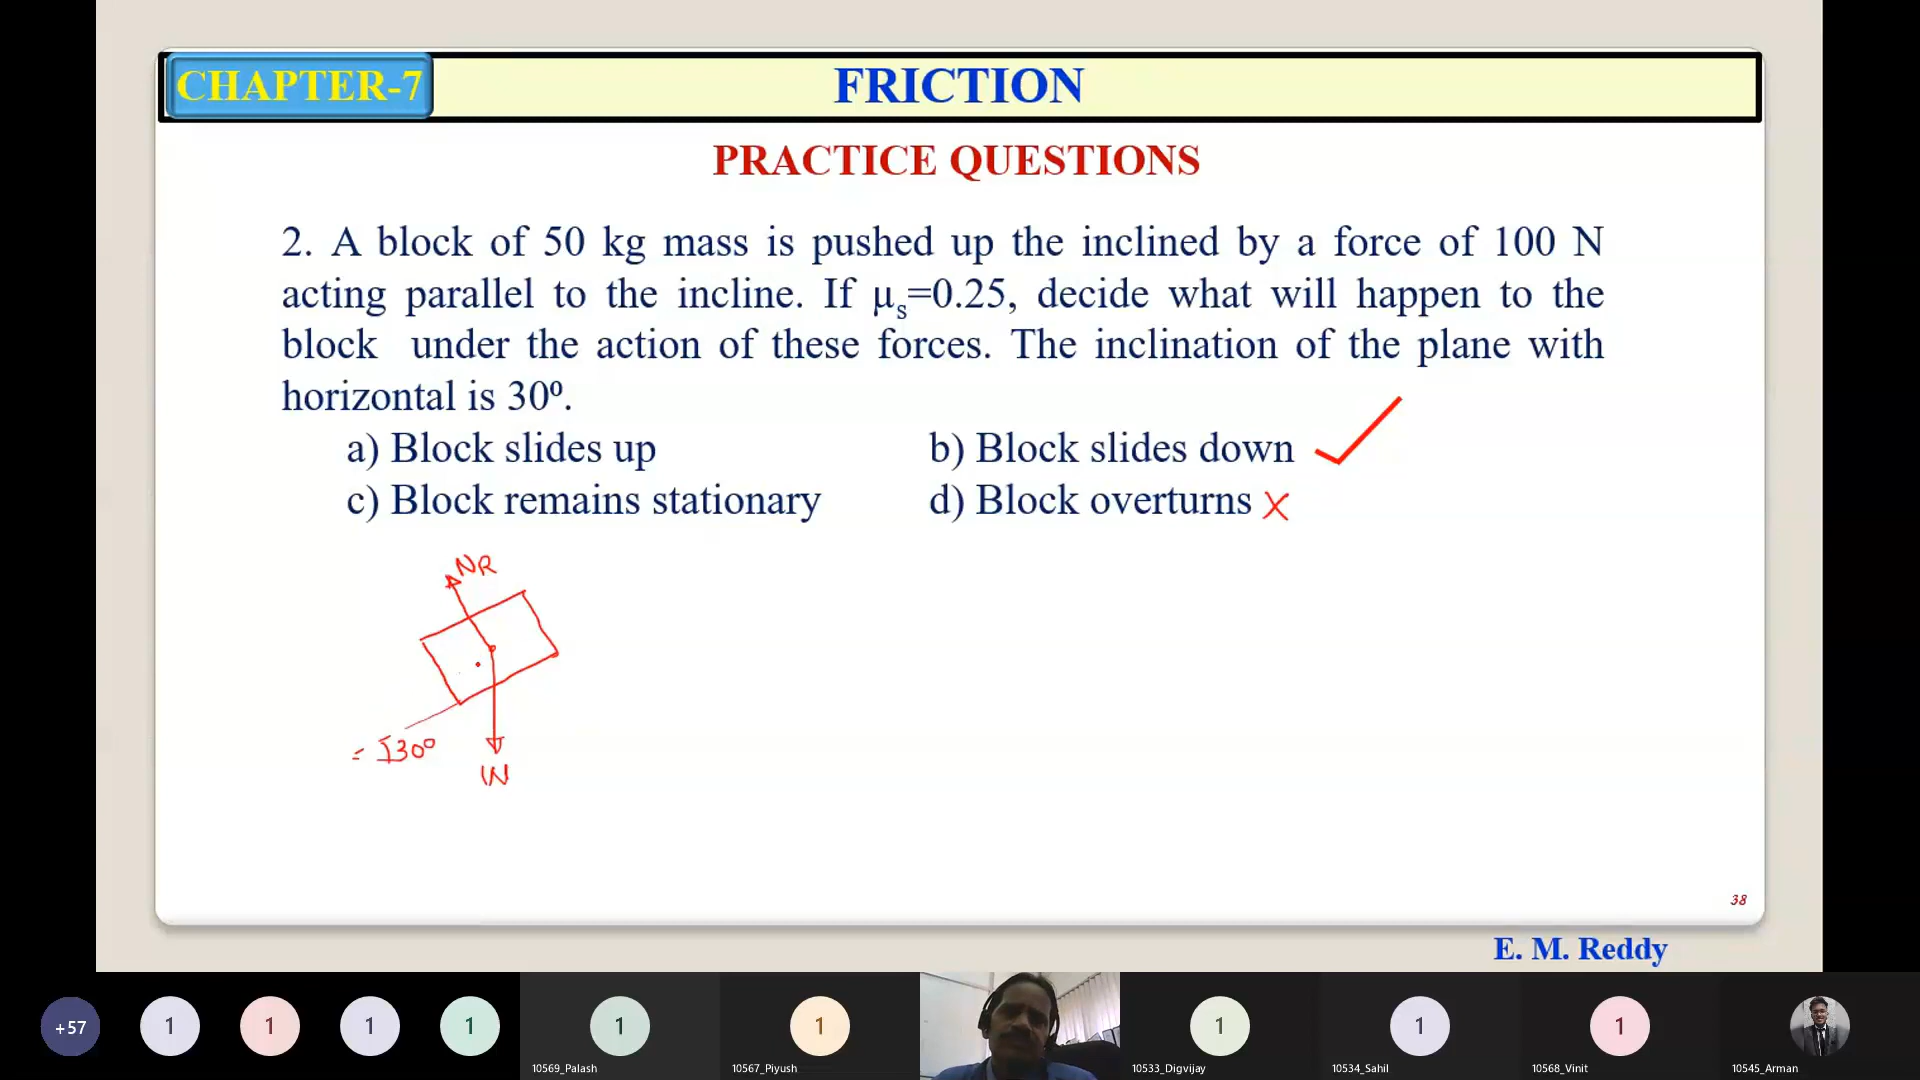 CHAPTER-7
FRICTION
PRACTICE QUESTIONS
2. A block of 50 kg mass is pushed up the inclined by a force of 100 N
acting parallel to the incline. If µs=0.25, decide what will happen to the
block under the action of these forces. The inclination of the plane with
horizontal is 30⁰.
a) Block slides up
b) Block slides down
c) Block remains stationary
d) Block overturns X
NR
30°
W
38
E. M. Reddy
+57
1
1
1
1
1
1
1
1
1
10569_Palash
10567_Piyush
10533_Digvijay
10534_Sahil
10568_Vinit
10545_Arman